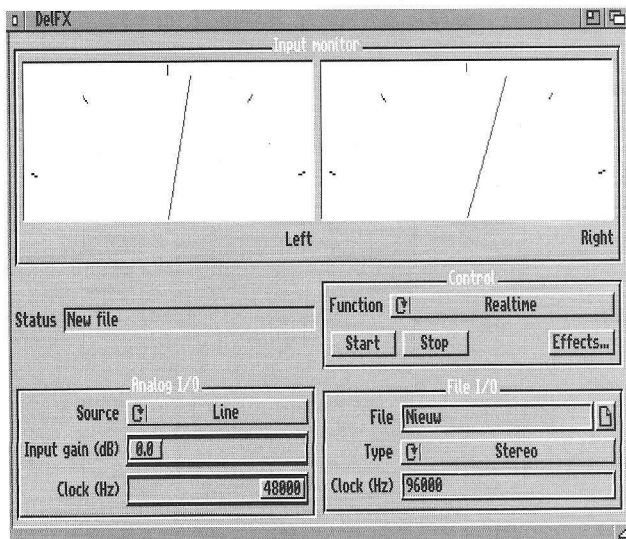 DelFX
Input monitor
Left
Right
Status New file
Control
Function Realtime
Start Stop Effects...
Analog I/O
Source Line
Input gain (dB) 0.0
Clock (Hz) 48000
File I/O
File Nieuw
Type Stereo
Clock (Hz) 96000